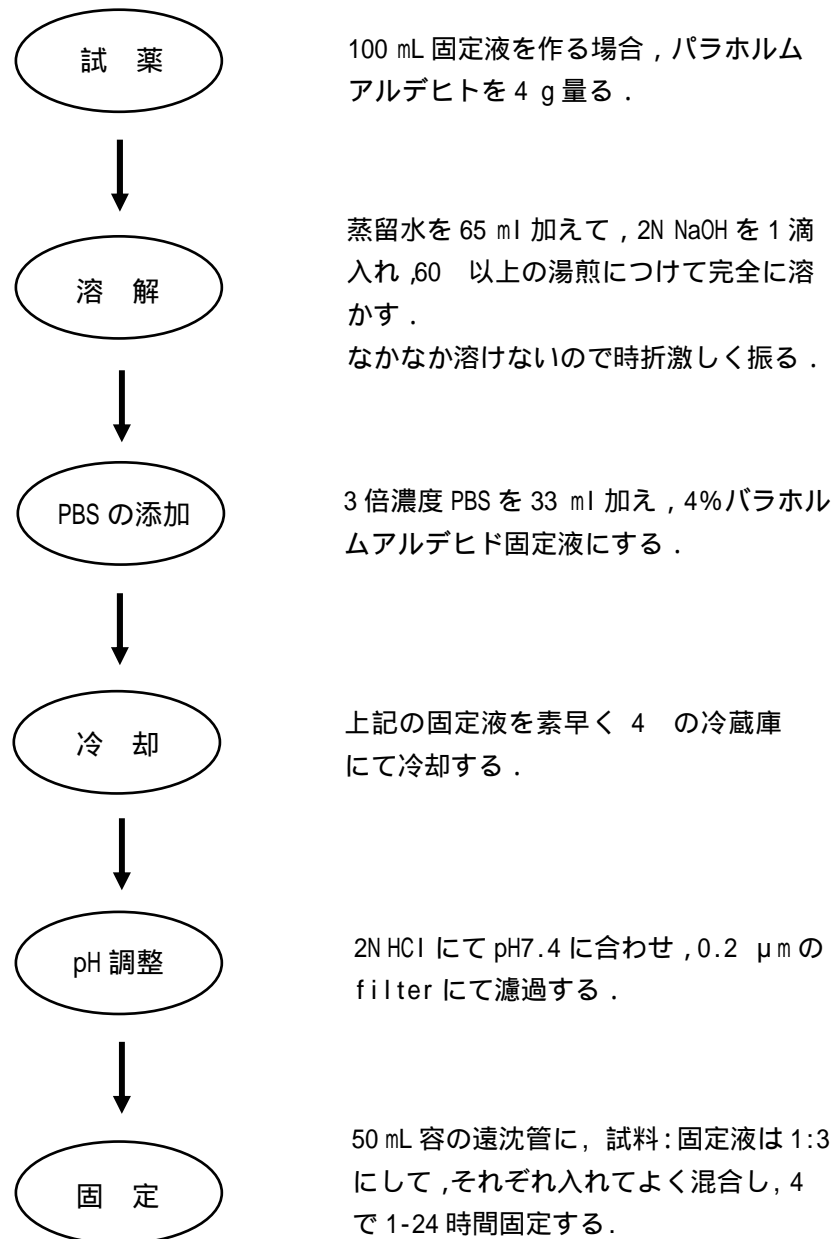 試 薬
100 mL 固定液を作る場合，パラホルム
アルデヒトを 4 g 量る．
溶 解
蒸留水を 65 ml 加えて，2N NaOH を 1 滴
入れ，60 以上の湯煎につけて完全に溶
かす．
なかなか溶けないので時折激しく振る．
PBS の添加
3 倍濃度 PBS を 33 ml 加え，4%バラホル
ムアルデヒド固定液にする．
冷 却
上記の固定液を素早く 4 の冷蔵庫
にて冷却する．
pH 調整
2N HCl にて pH7.4 に合わせ，0.2 μm の
filter にて濾過する．
固 定
50 mL 容の遠沈管に，試料：固定液は 1:3
にして，それぞれ入れてよく混合し，4
で 1-24 時間固定する．